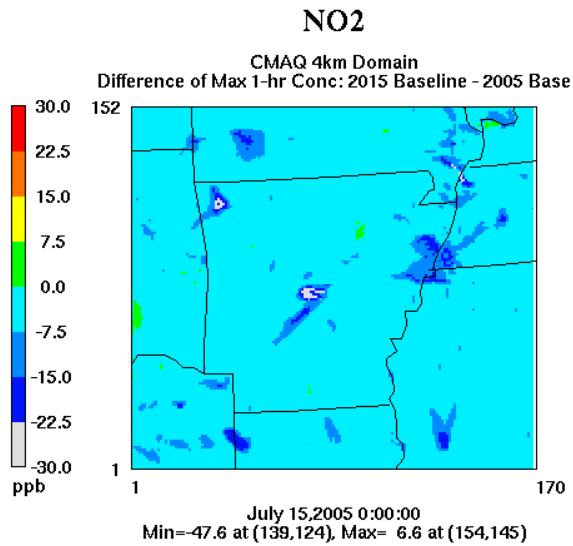 NO2
CMAQ 4km Domain
Difference of Max 1-hr Conc: 2015 Baseline - 2005 Base
30.0
22.5
15.0
7.5
0.0
-7.5
-15.0
-22.5
-30.0
ppb
152
1
1
170
July 15,2005 0:00:00
Min=-47.6 at (139,124), Max= 6.6 at (154,145)